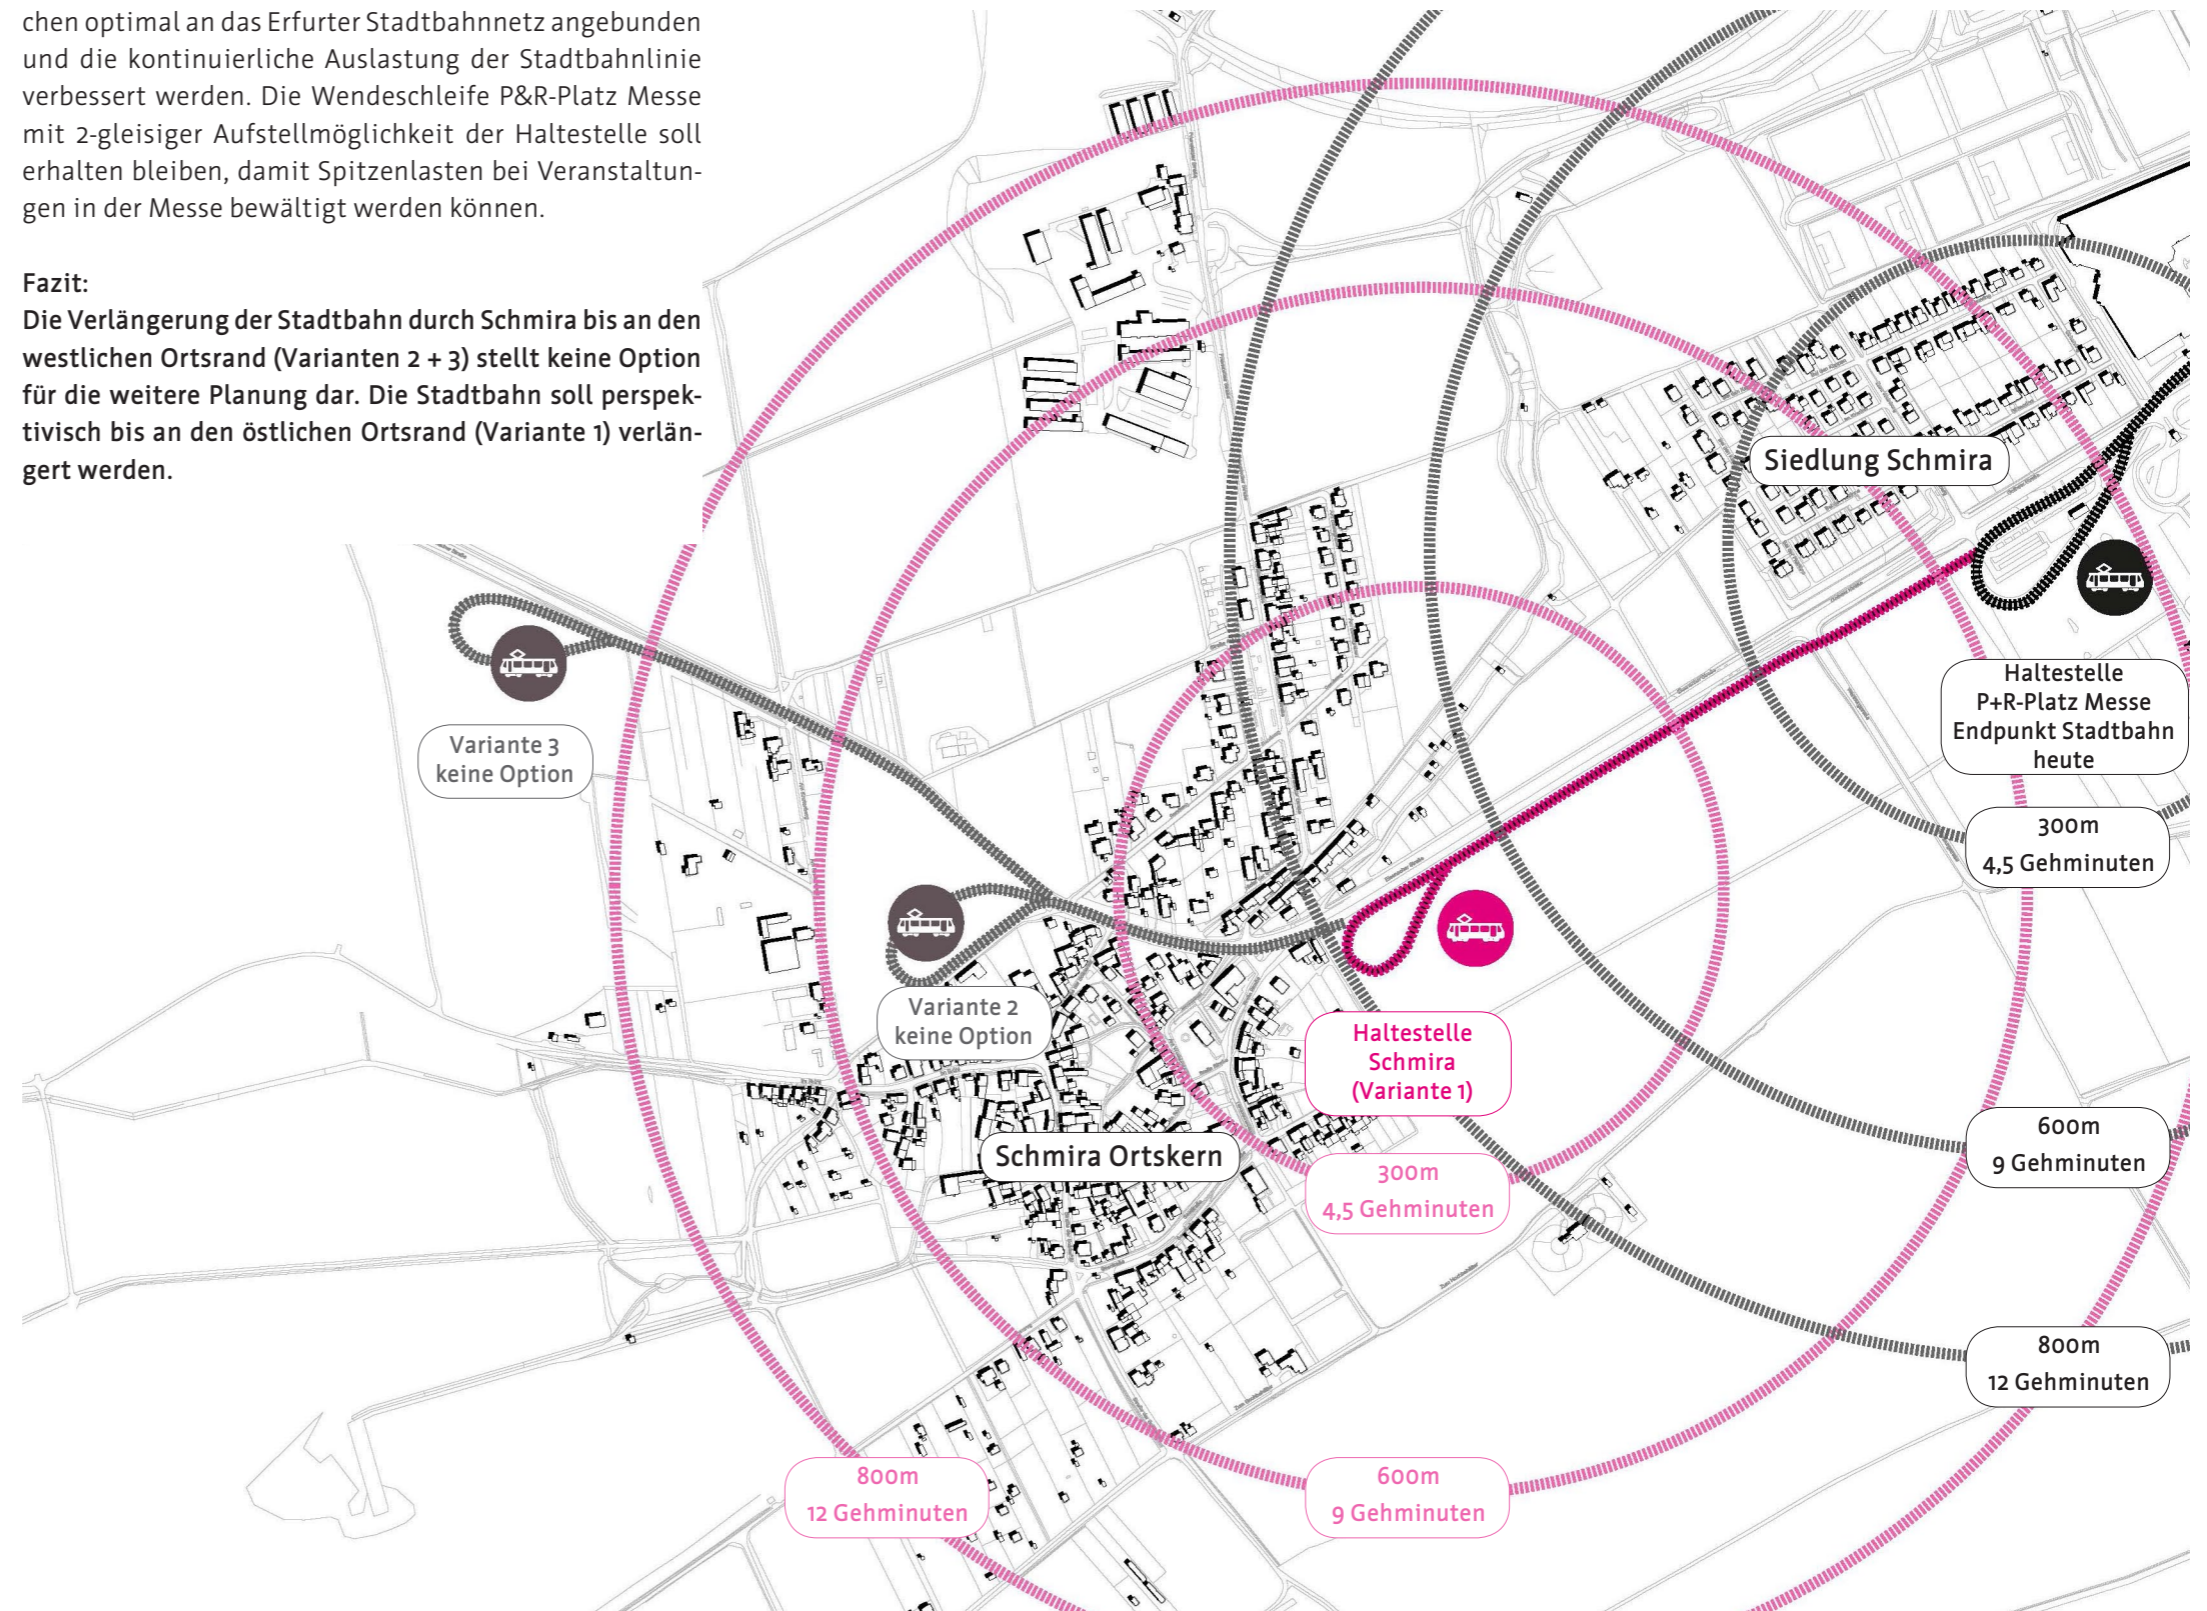 chen optimal an das Erfurter Stadtbahnnetz angebunden
und die kontinuierliche Auslastung der Stadtbahnlinie
verbessert werden. Die Wendeschleife P&R-Platz Messe
mit 2-gleisiger Aufstellmöglichkeit der Haltestelle soll
erhalten bleiben, damit Spitzenlasten bei Veranstaltun-
gen in der Messe bewältigt werden können.
Fazit:
Die Verlängerung der Stadtbahn durch Schmira bis an den
westlichen Ortsrand (Varianten 2 + 3) stellt keine Option
für die weitere Planung dar. Die Stadtbahn soll perspek-
tivisch bis an den östlichen Ortsrand (Variante 1) verlän-
gert werden.
Siedlung Schmira
Haltestelle
P+R-Platz Messe
Endpunkt Stadtbahn
heute
Variante 3
keine Option
300m
4,5 Gehminuten
Variante 2
keine Option
Haltestelle
Schmira
(Variante 1)
Schmira Ortskern
600m
9 Gehminuten
300m
4,5 Gehminuten
800m
12 Gehminuten
800m
12 Gehminuten
600m
9 Gehminuten